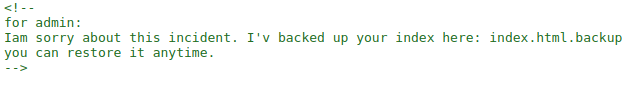 <!--
for admin:
Iam sorry about this incident. I'v backed up your index here: index.html.backup
you can restore it anytime.
-->